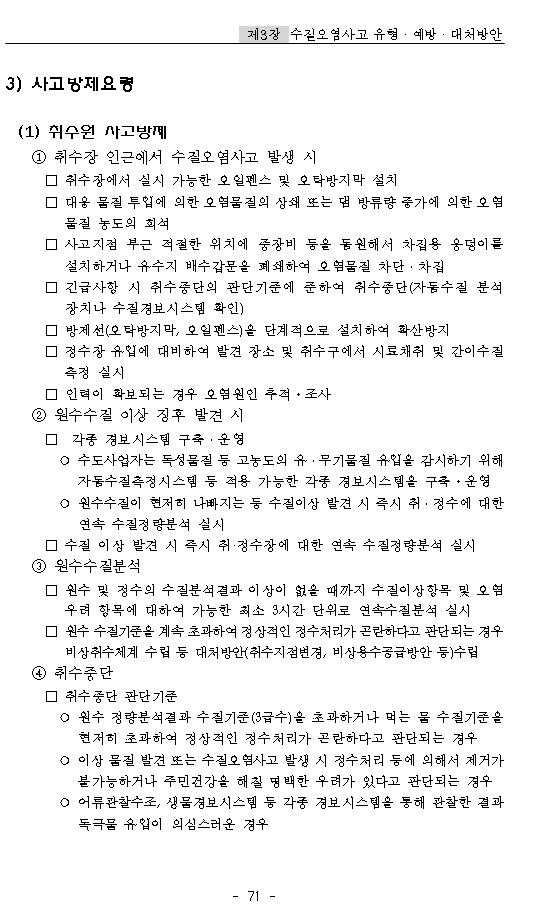 제3장 수질오염사고 유형 · 예방 · 대처방안
3) 사고방제요령
(1) 취수원 사고방제
① 취수장 인근에서 수질오염사고 발생 시
□ 취수장에서 실시 가능한 오일펜스 및 오탁방지막 설치
□ 대응 물질 투입에 의한 오염물질의 상쇄 또는 댐 방류량 증가에 의한 오염
물질 농도의 희석
□ 사고지점 부근 적절한 위치에 중장비 등을 동원해서 차집용 웅덩이를
설치하거나 유수지 배수갑문을 폐쇄하여 오염물질 차단 · 차집
□ 긴급사항 시 취수중단의 판단기준에 준하여 취수중단(자동수질 분석
장치나 수질경보시스템 확인)
□ 방제선(오탁방지막, 오일펜스)을 단계적으로 설치하여 확산방지
□ 정수장 유입에 대비하여 발견 장소 및 취수구에서 시료채취 및 간이수질
측정 실시
□ 인력이 확보되는 경우 오염원인 추적 · 조사
② 원수수질 이상 징후 발견 시
□ 각종 경보시스템 구축 · 운영
○ 수도사업자는 독성물질 등 고농도의 유 · 무기물질 유입을 감시하기 위해
자동수질측정시스템 등 적용 가능한 각종 경보시스템을 구축 · 운영
○ 원수수질이 현저히 나빠지는 등 수질이상 발견 시 즉시 취 · 정수에 대한
연속 수질정량분석 실시
□ 수질 이상 발견 시 즉시 취·정수장에 대한 연속 수질정량분석 실시
③ 원수수질분석
□ 원수 및 정수의 수질분석결과 이상이 없을 때까지 수질이상항목 및 오염
우려 항목에 대하여 가능한 최소 3시간 단위로 연속수질분석 실시
□ 원수 수질기준을 계속 초과하여 정상적인 정수처리가 곤란하다고 판단되는 경우
비상취수체계 수립 등 대처방안(취수지점변경, 비상용수공급방안 등)수립
④ 취수중단
□ 취수중단 판단기준
○ 원수 정량분석결과 수질기준(3급수)을 초과하거나 먹는 물 수질기준을
현저히 초과하여 정상적인 정수처리가 곤란하다고 판단되는 경우
○ 이상 물질 발견 또는 수질오염사고 발생 시 정수처리 등에 의해서 제거가
불가능하거나 주민건강을 해칠 명백한 우려가 있다고 판단되는 경우
○ 어류관찰수조, 생물경보시스템 등 각종 경보시스템을 통해 관찰한 결과
독극물 유입이 의심스러운 경우
- 71 -